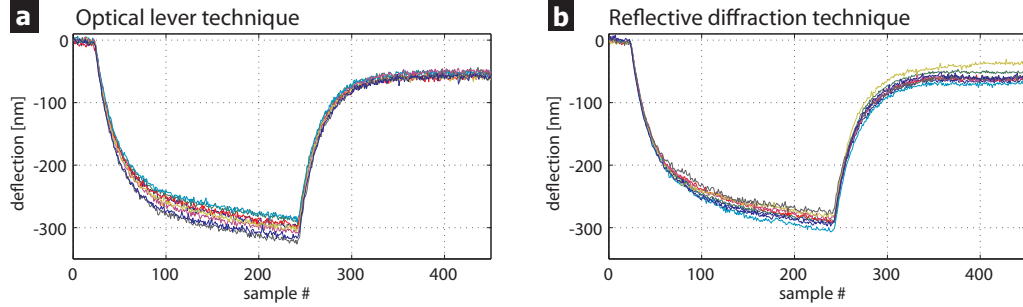 a Optical lever technique
0
-100
-200
-300
deflection [nm]
0 100 200 300 400
sample #
b Reflective diffraction technique
0
-100
-200
-300
deflection [nm]
0 100 200 300 400
sample #